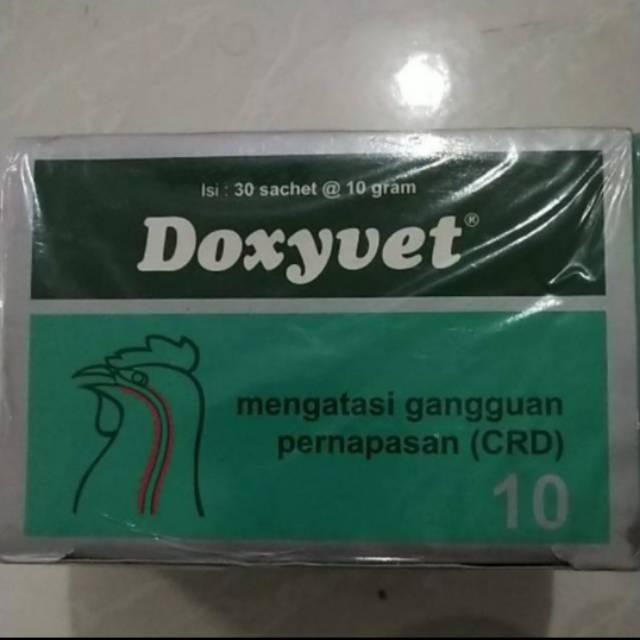 Isi : 30 sachet @ 10 gram
Doxyvet®
mengatasi gangguan
pernapasan (CRD)
10